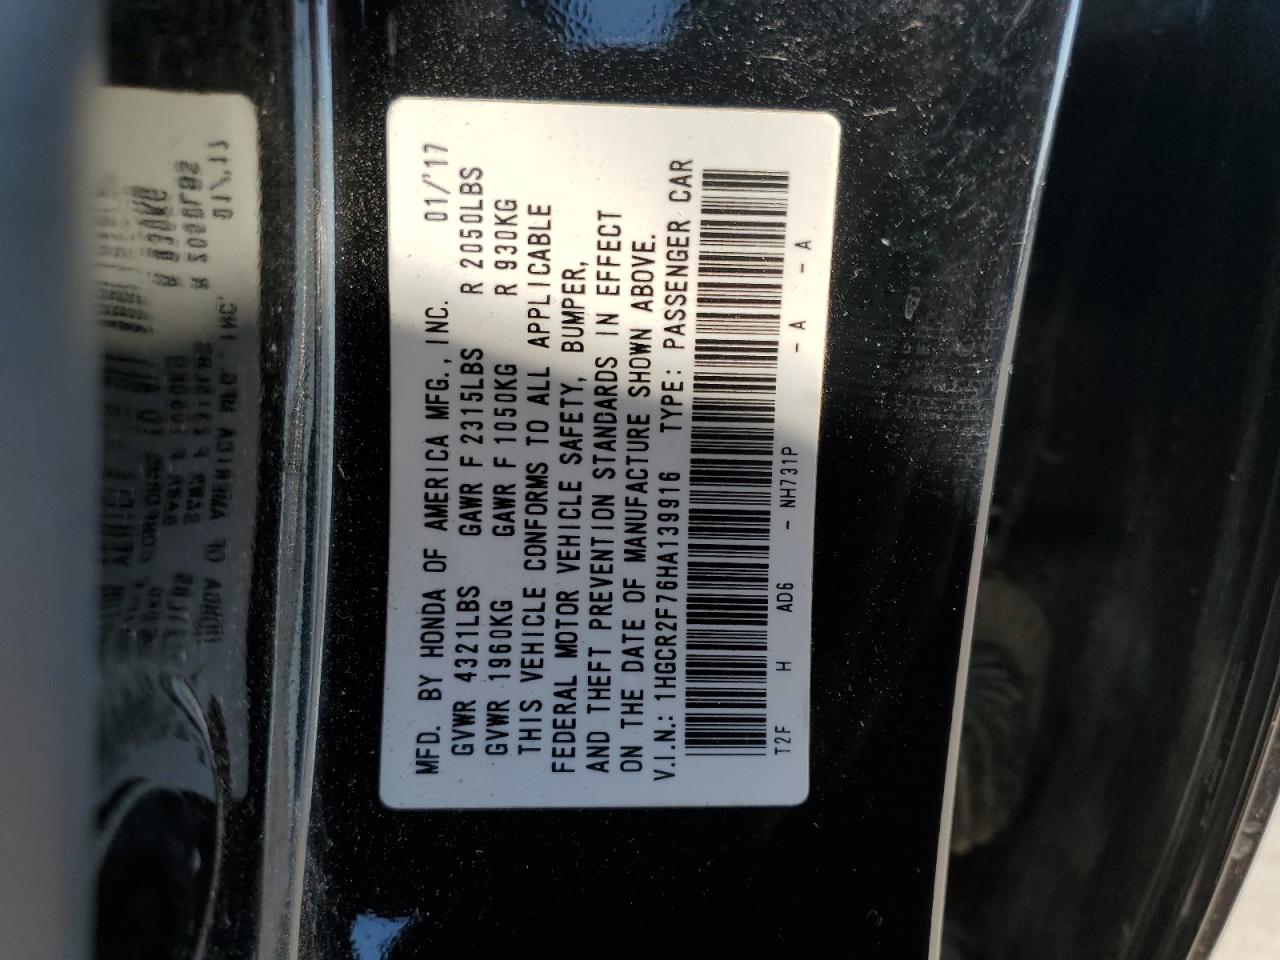 MFD. BY HONDA OF AMERICA MFG., INC. 01/'17
GVWR 4321LBS GAWR F 2315LBS R 2050LBS
GVWR 1960KG GAWR F 1050KG R 930KG
THIS VEHICLE CONFORMS TO ALL APPLICABLE
FEDERAL MOTOR VEHICLE SAFETY, BUMPER,
AND THEFT PREVENTION STANDARDS IN EFFECT
ON THE DATE OF MANUFACTURE SHOWN ABOVE.
V.I.N.: 1HGCR2F76HA139916 TYPE: PASSENGER CAR
T2F H AD6 - NH731P - A - A